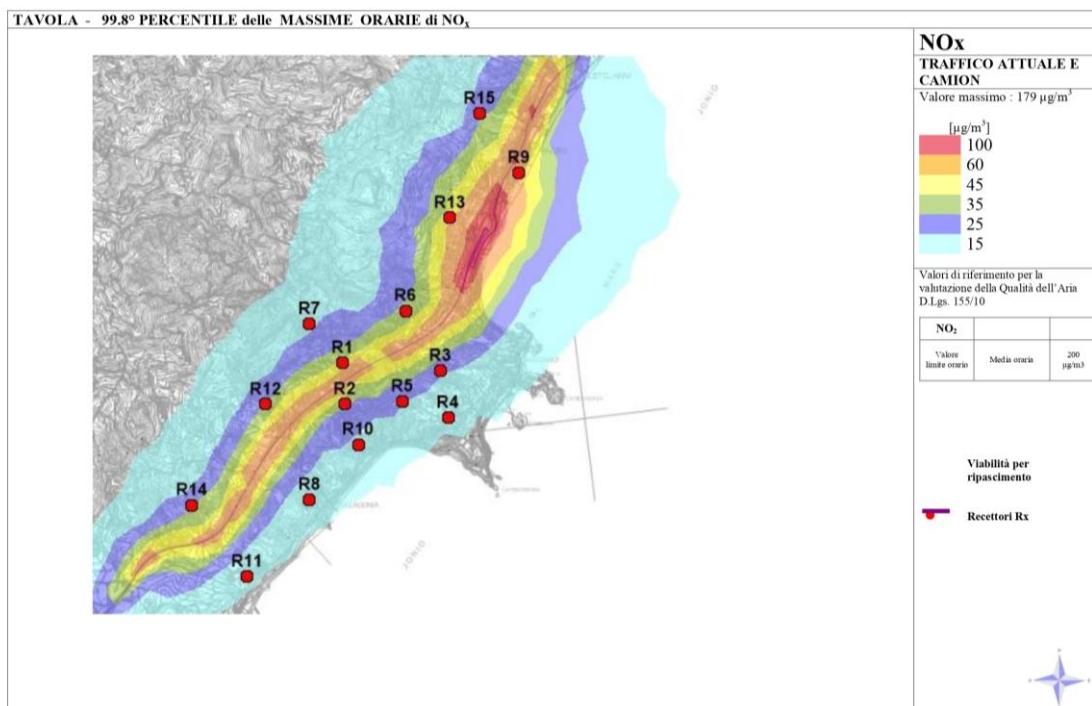 TAVOLA - 99.8° PERCENTILE delle MASSIME ORARIE di NOx
NOx
TRAFFICO ATTUALE E
CAMION
Valore massimo : 179 µg/m³
[µg/m³]
100
60
45
35
25
15
Valori di riferimento per la
valutazione della Qualità dell'Aria
D.Lgs. 155/10
NO₂
Valore
limite orario
Media oraria
200
µg/m3
Viabilità per
ripascimento
Recettori Rx
R15
R9
R13
R6
R7
R1
R3
R12
R2
R5
R4
R10
R14
R8
R11
JONIO
JONIO